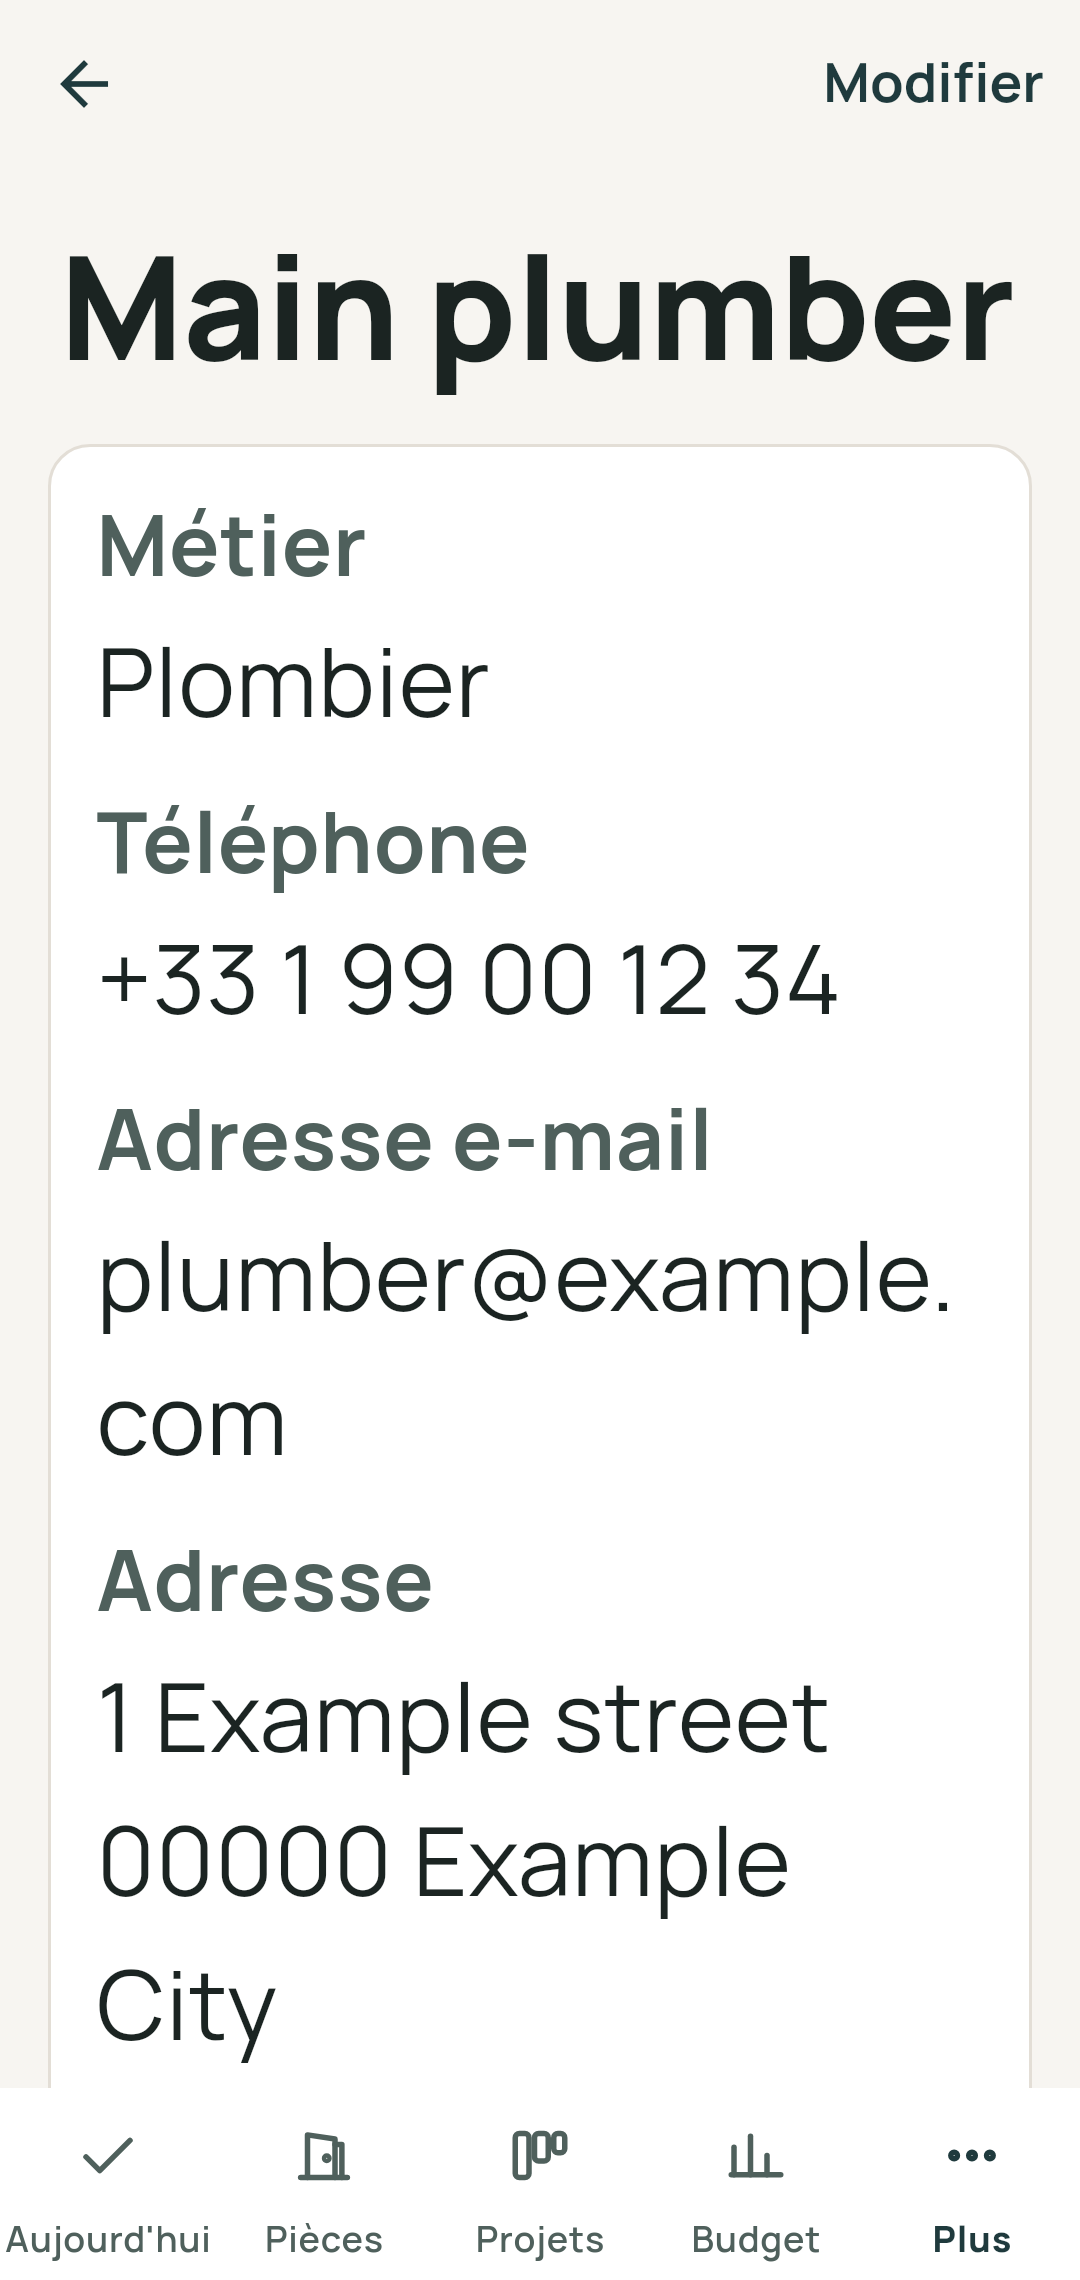 Modifier
Main plumber
Métier
Plombier
Téléphone
+33 1 99 00 12 34
Adresse e-mail
plumber@example.
com
Adresse
1 Example street
00000 Example
City
Aujourd'hui
Pièces
Projets
Budget
Plus